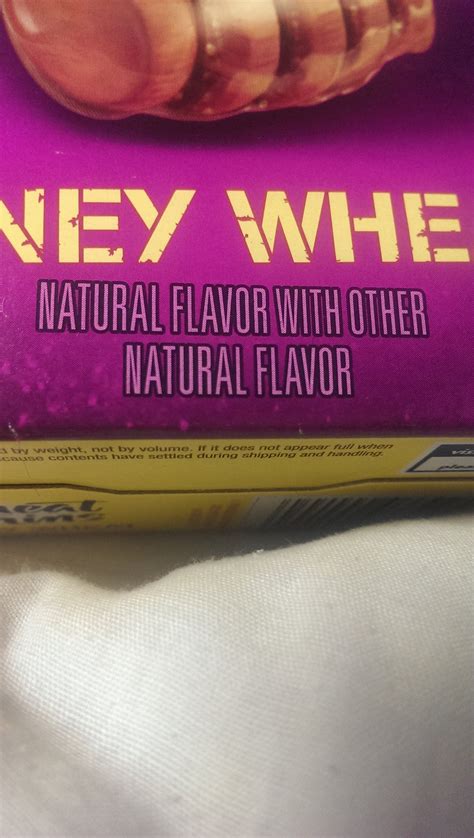 NEY WHE
NATURAL FLAVOR WITH OTHER
NATURAL FLAVOR
d by weight, not by volume. If it does not appear full when
cause contents have settled during shipping and handling.